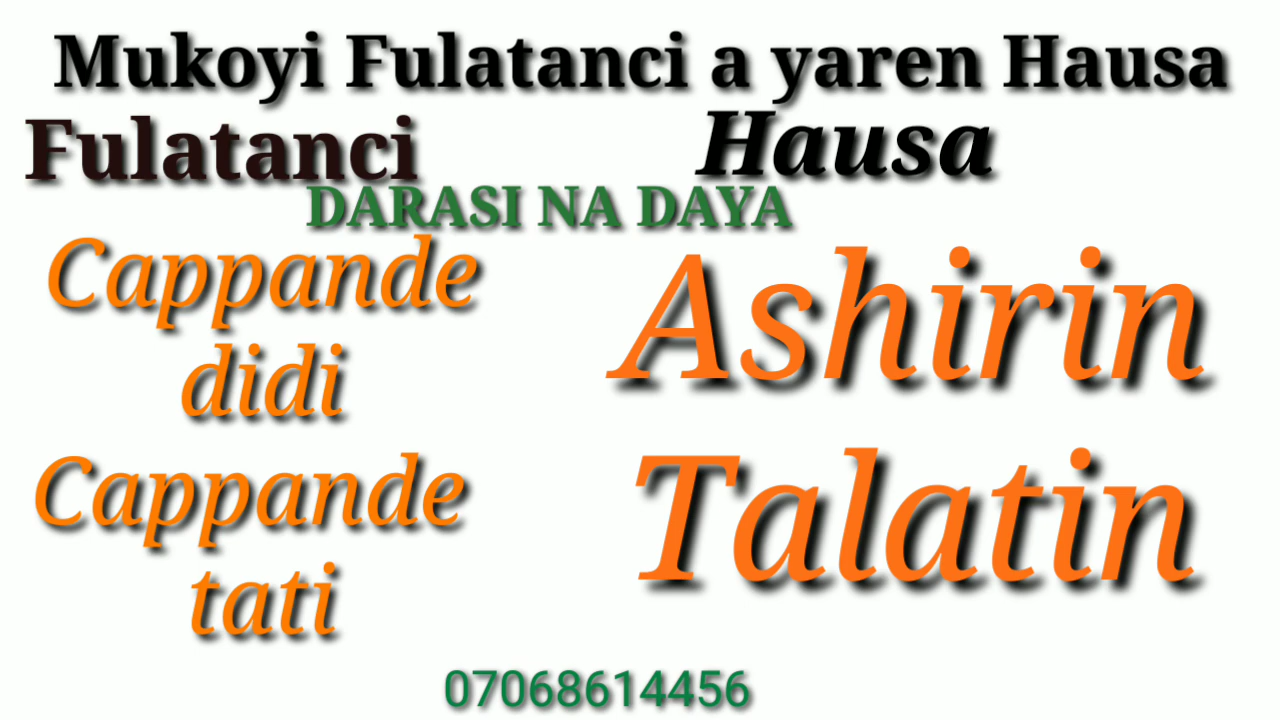 Mukoyi Fulatanci a yaren Hausa
Fulatanci
Hausa
DARASI NA DAYA
Cappande
didi
Ashirin
Cappande
tati
Talatin
07068614456